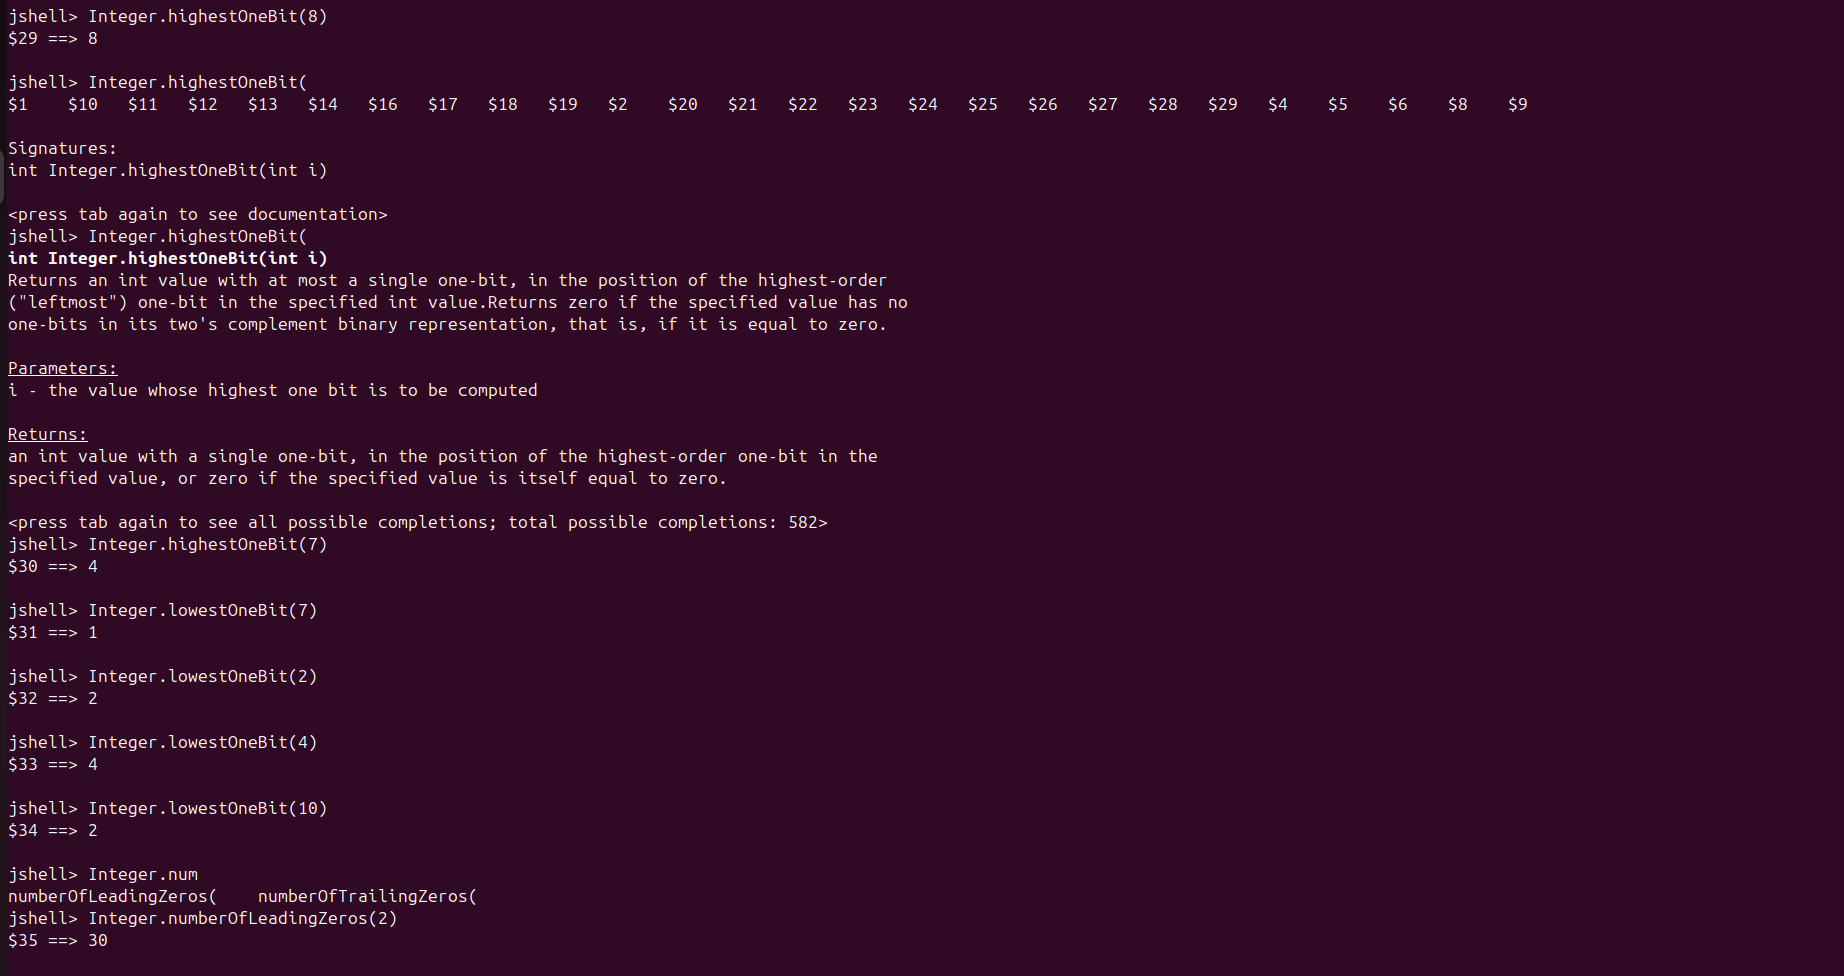 jshell> Integer.highestOneBit(8)
$29 ==> 8
jshell> Integer.highestOneBit(
$1    $10   $11   $12   $13   $14   $16   $17   $18   $19   $2    $20   $21   $22   $23   $24   $25   $26   $27   $28   $29   $4    $5    $6    $8    $9
Signatures:
int Integer.highestOneBit(int i)
<press tab again to see documentation>
jshell> Integer.highestOneBit(
int Integer.highestOneBit(int i)
Returns an int value with at most a single one-bit, in the position of the highest-order
("leftmost") one-bit in the specified int value.Returns zero if the specified value has no
one-bits in its two's complement binary representation, that is, if it is equal to zero.
Parameters:
i - the value whose highest one bit is to be computed
Returns:
an int value with a single one-bit, in the position of the highest-order one-bit in the
specified value, or zero if the specified value is itself equal to zero.
<press tab again to see all possible completions; total possible completions: 582>
jshell> Integer.highestOneBit(7)
$30 ==> 4
jshell> Integer.lowestOneBit(7)
$31 ==> 1
jshell> Integer.lowestOneBit(2)
$32 ==> 2
jshell> Integer.lowestOneBit(4)
$33 ==> 4
jshell> Integer.lowestOneBit(10)
$34 ==> 2
jshell> Integer.num
numberOfLeadingZeros(    numberOfTrailingZeros(
jshell> Integer.numberOfLeadingZeros(2)
$35 ==> 30